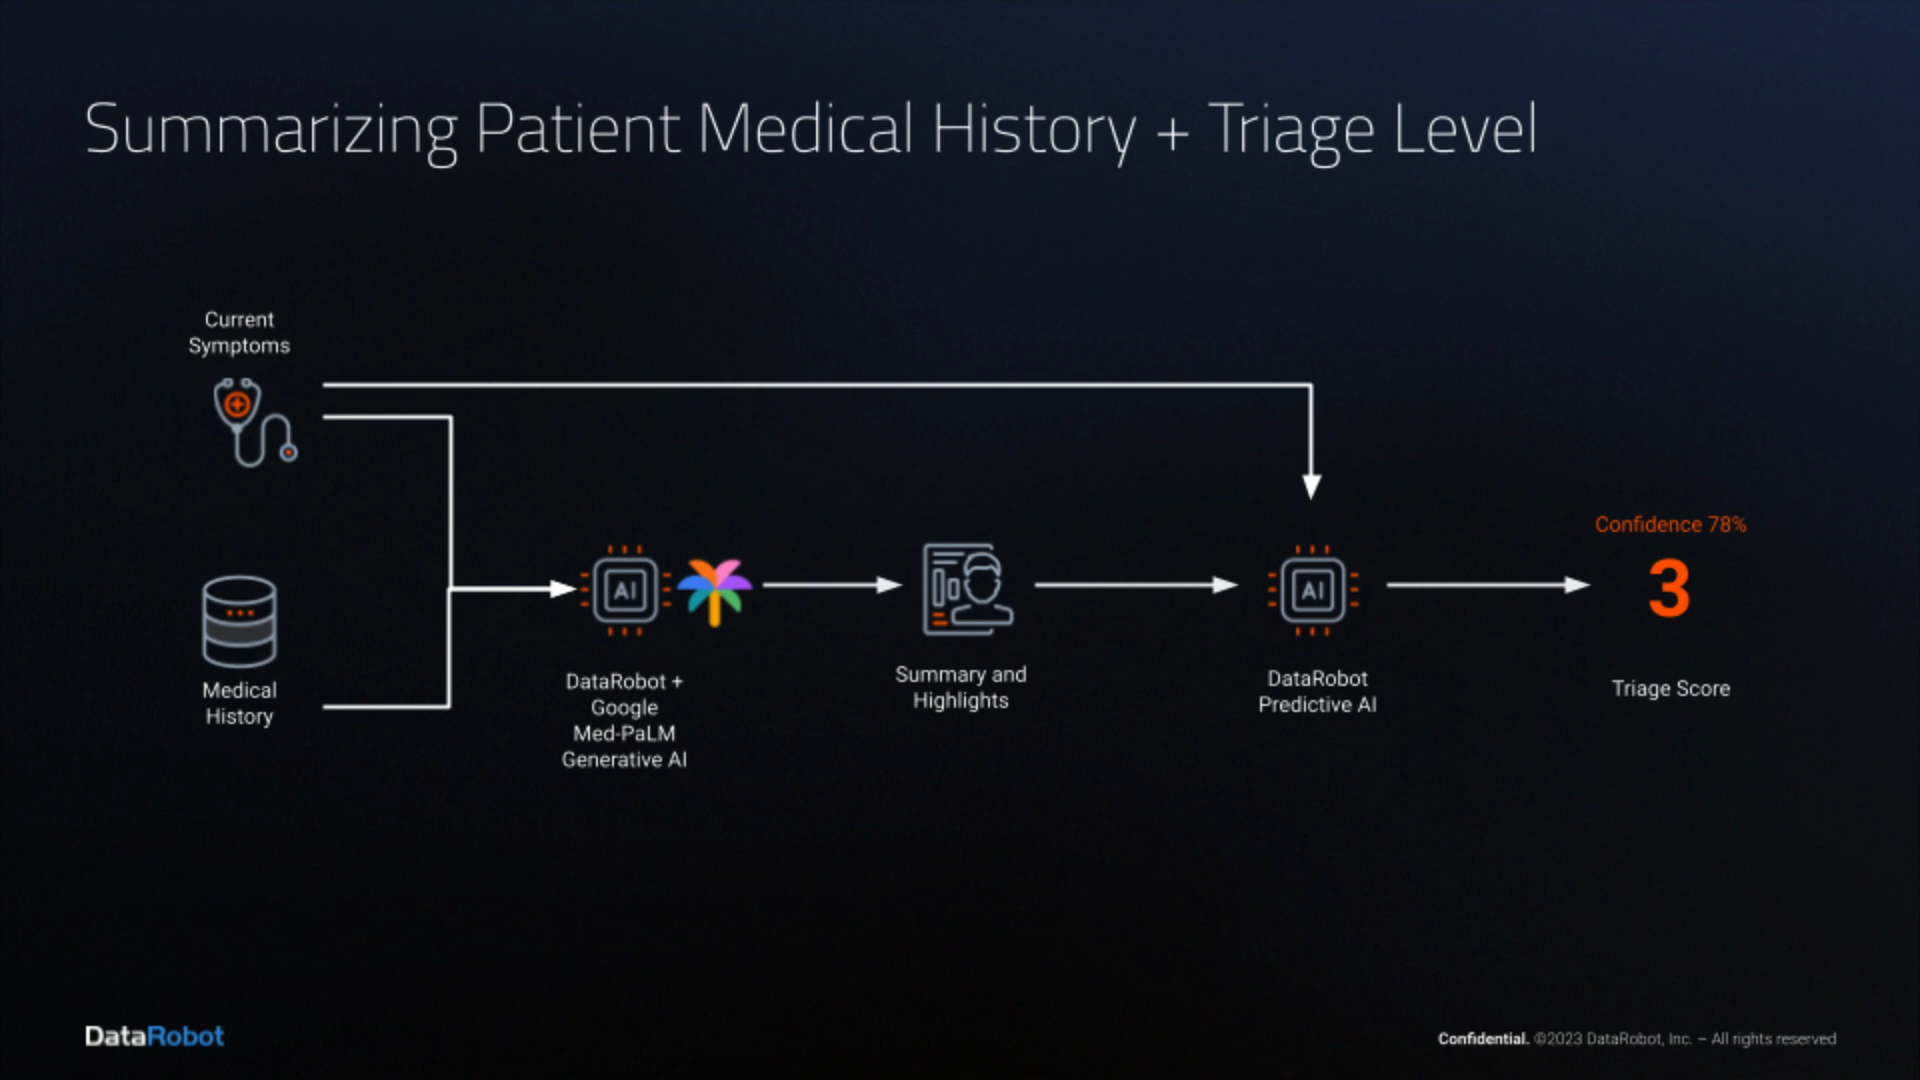 Summarizing Patient Medical History + Triage Level
Current
Symptoms
Medical
History
AI
DataRobot +
Google
Med-PaLM
Generative AI
Summary and
Highlights
AI
DataRobot
Predictive AI
Confidence 78%
3
Triage Score
DataRobot
Confidential. ©2023 DataRobot, Inc. – All rights reserved